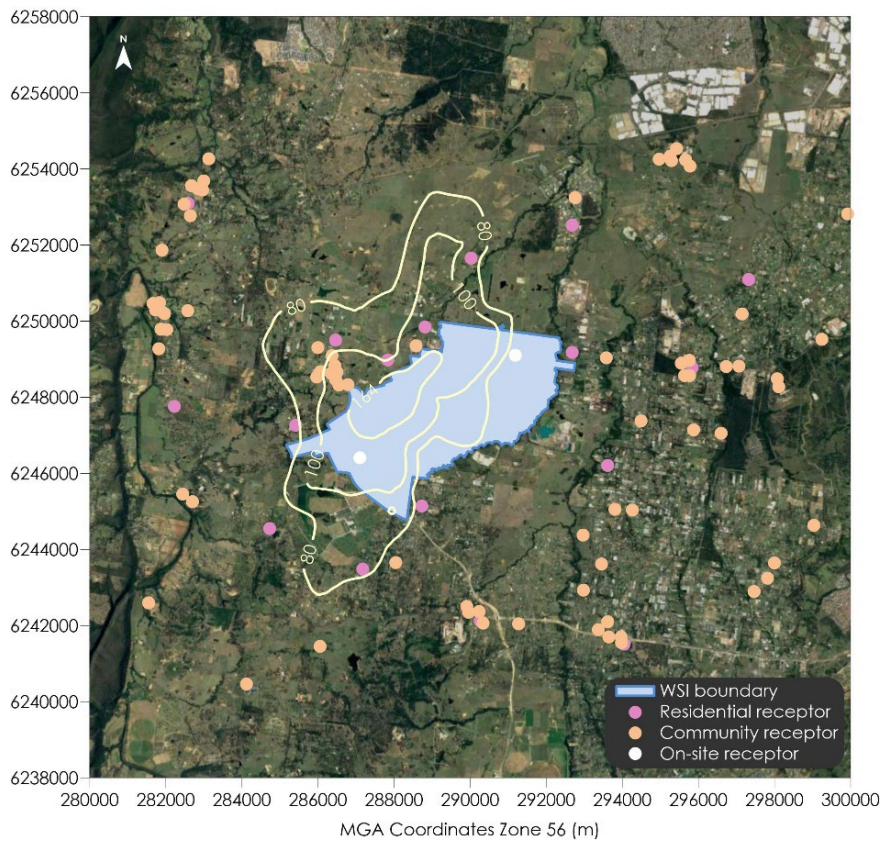 6258000
6256000
6254000
6252000
6250000
6248000
6246000
6244000
6242000
6240000
6238000
N
80
80
100
164
100
80
280000 282000 284000 286000 288000 290000 292000 294000 296000 298000 300000
MGA Coordinates Zone 56 (m)
WSI boundary
Residential receptor
Community receptor
On-site receptor